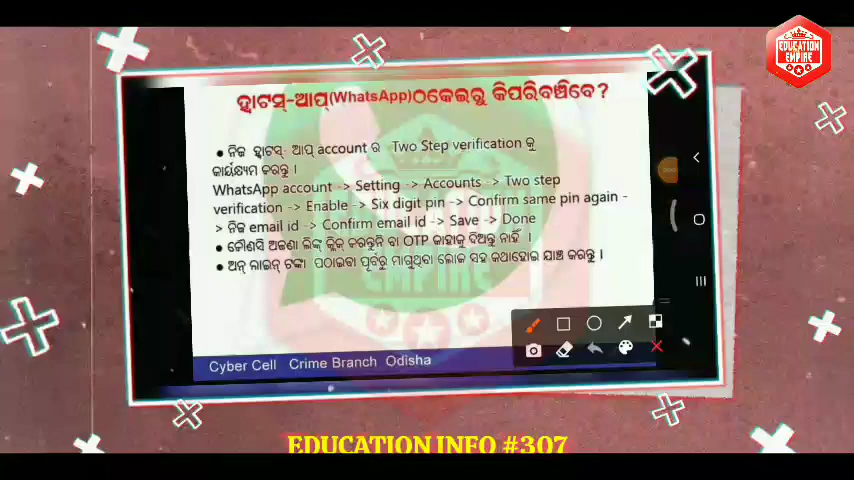 EDUCATION
EMPIRE
ହ୍ଵାଟସ୍-ଆପ୍(WhatsApp)ଠକେଇରୁ କିପରିବଞ୍ଚିବେ?
• ନିଜ ହ୍ଵାଟସ୍- ଆପ୍ account ର Two Step verification କୁ
କାର୍ଯ୍ୟକ୍ଷମ କରନ୍ତୁ ।
WhatsApp account -> Setting -> Accounts -> Two step
verification -> Enable -> Six digit pin -> Confirm same pin again -
> ନିଜ email id -> Confirm email id -> Save -> Done
• କୌଣସି ଅଜଣା ଲିଙ୍କ୍ କ୍ଲିକ୍ କରନ୍ତୁନି ବା OTP କାହାକୁ ଦିଅନ୍ତୁ ନାହିଁ ।
• ଅନ୍ ଲାଇନ୍ ଟଙ୍କା ପଠାଇବା ପୂର୍ବରୁ ମାଗୁଥିବା ଲୋକ ସହ କଥାହୋଇ ଯାଞ୍ଚ କରନ୍ତୁ ।
EMPIRE
Cyber Cell Crime Branch Odisha
EDUCATION INFO #307